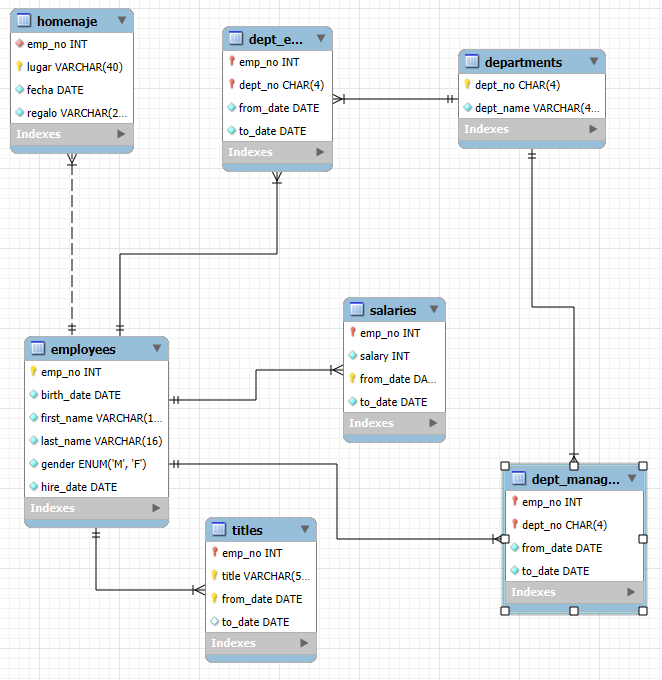 homenaje
emp_no INT
lugar VARCHAR(40)
fecha DATE
regalo VARCHAR(2...
Indexes
dept_e...
emp_no INT
dept_no CHAR(4)
from_date DATE
to_date DATE
Indexes
departments
dept_no CHAR(4)
dept_name VARCHAR(4...
Indexes
salaries
emp_no INT
salary INT
from_date DA...
to_date DATE
Indexes
employees
emp_no INT
birth_date DATE
first_name VARCHAR(1...
last_name VARCHAR(16)
gender ENUM('M', 'F')
hire_date DATE
Indexes
dept_manag...
emp_no INT
dept_no CHAR(4)
from_date DATE
to_date DATE
Indexes
titles
emp_no INT
title VARCHAR(5...
from_date DATE
to_date DATE
Indexes